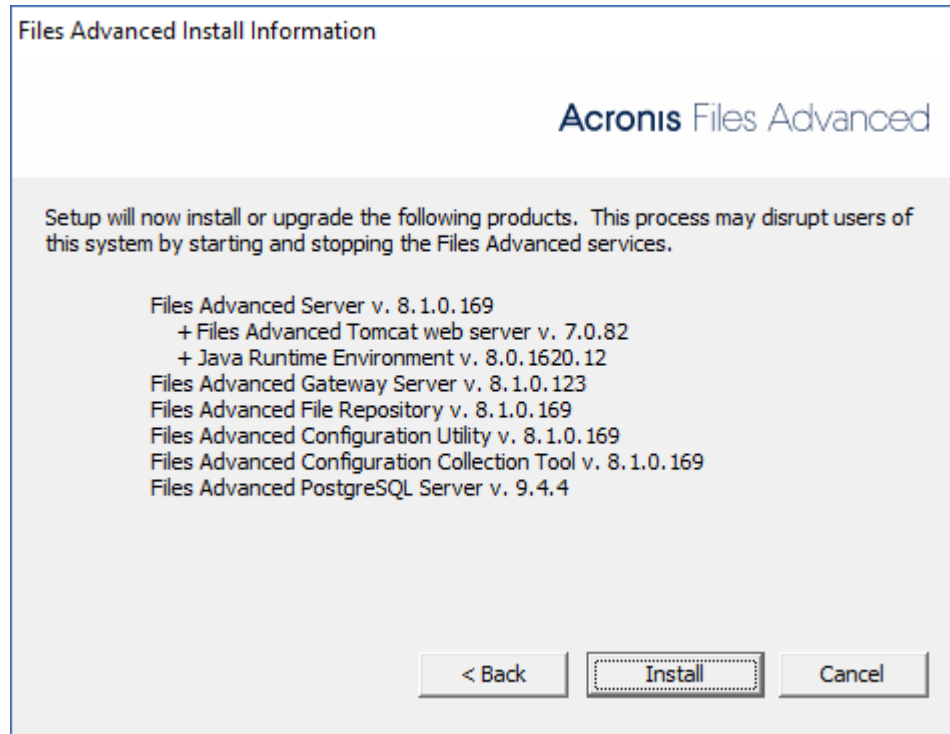 Files Advanced Install Information
Acronis Files Advanced
Setup will now install or upgrade the following products.  This process may disrupt users of
this system by starting and stopping the Files Advanced services.
Files Advanced Server v. 8.1.0.169
+ Files Advanced Tomcat web server v. 7.0.82
+ Java Runtime Environment v. 8.0.1620.12
Files Advanced Gateway Server v. 8.1.0.123
Files Advanced File Repository v. 8.1.0.169
Files Advanced Configuration Utility v. 8.1.0.169
Files Advanced Configuration Collection Tool v. 8.1.0.169
Files Advanced PostgreSQL Server v. 9.4.4
< Back Install Cancel